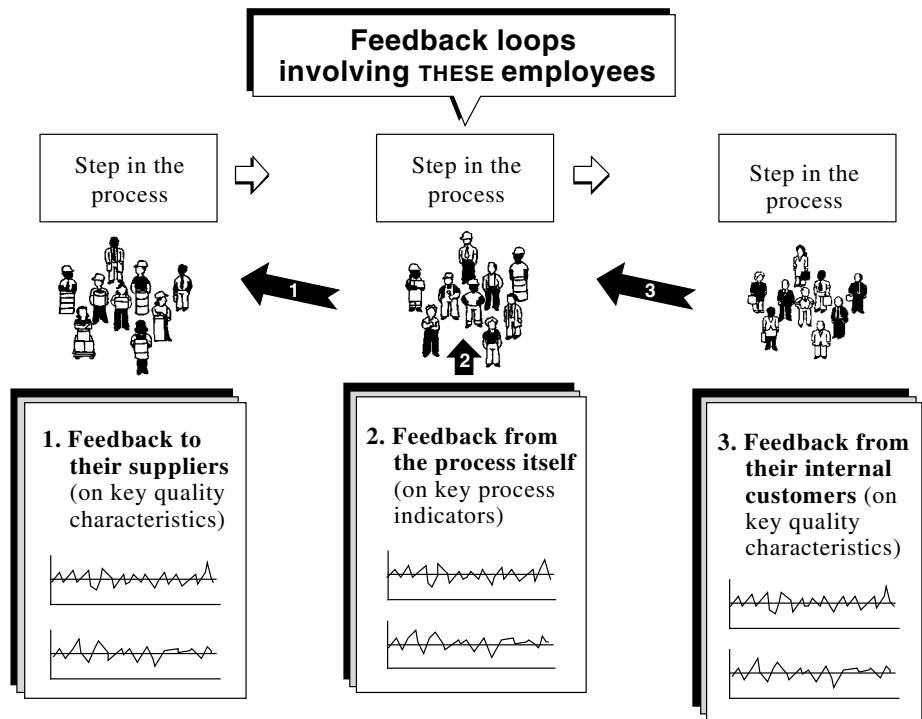 Feedback loops
involving THESE employees
Step in the
process
Step in the
process
Step in the
process
1
3
2
1. Feedback to
their suppliers
(on key quality
characteristics)
2. Feedback from
the process itself
(on key process
indicators)
3. Feedback from
their internal
customers (on
key quality
characteristics)